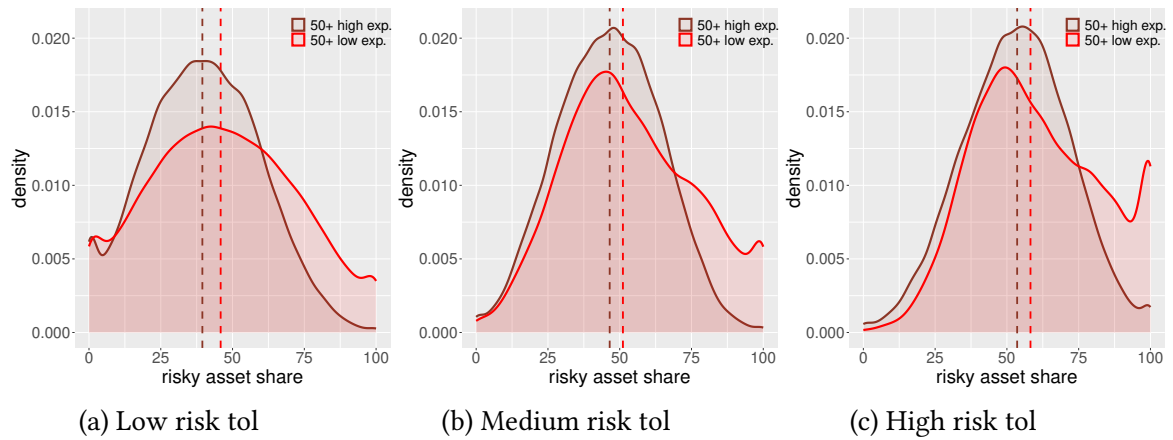 50+ high exp.
50+ low exp.
0.020
0.015
0.010
0.005
0.000
density
0 25 50 75 100
risky asset share
(a) Low risk tol
50+ high exp.
50+ low exp.
0.020
0.015
0.010
0.005
0.000
density
0 25 50 75 100
risky asset share
(b) Medium risk tol
50+ high exp.
50+ low exp.
0.020
0.015
0.010
0.005
0.000
density
0 25 50 75 100
risky asset share
(c) High risk tol